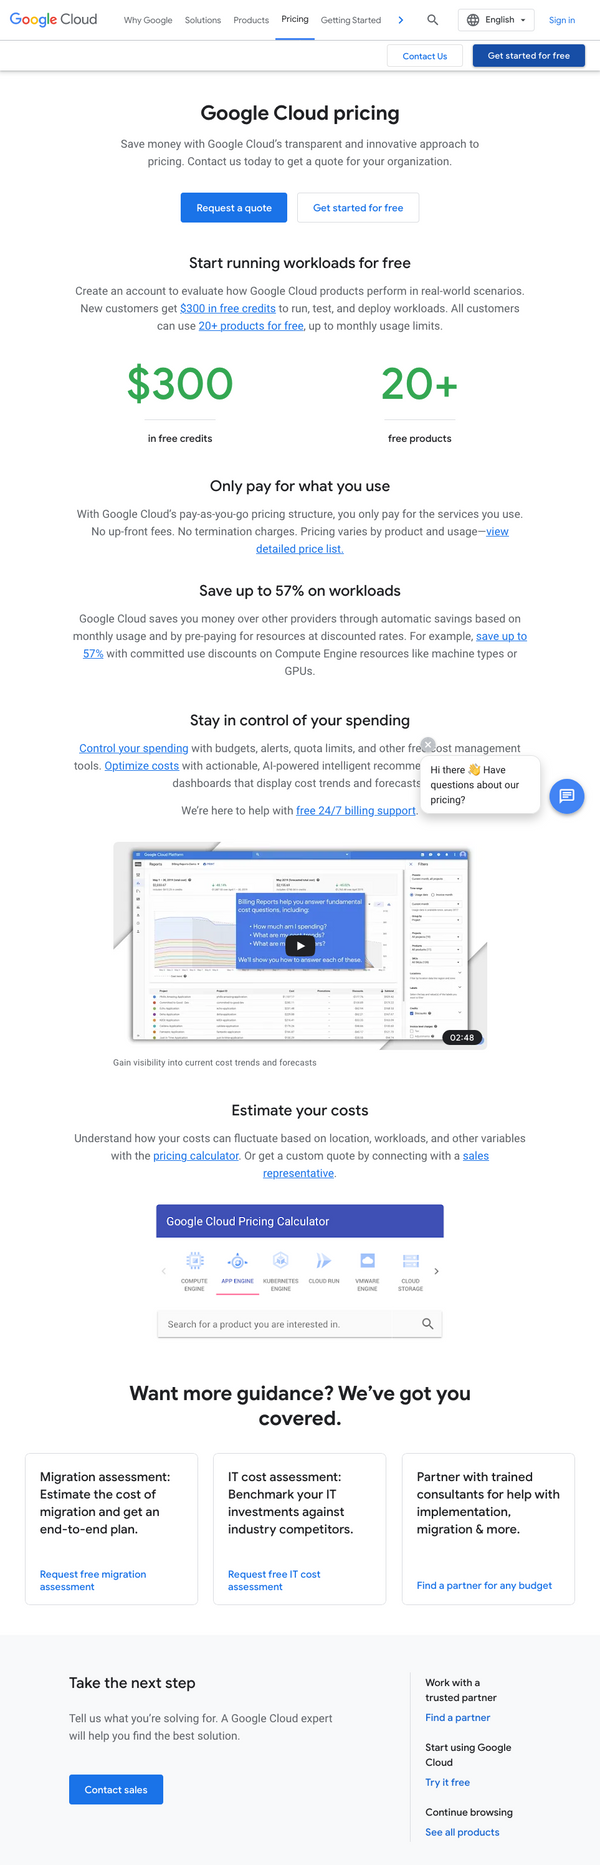 Google Cloud
Why Google
Solutions
Products
Pricing
Getting Started
English
Sign in
Contact Us
Get started for free
Google Cloud pricing
Save money with Google Cloud's transparent and innovative approach to
pricing. Contact us today to get a quote for your organization.
Request a quote
Get started for free
Start running workloads for free
Create an account to evaluate how Google Cloud products perform in real-world scenarios.
New customers get $300 in free credits to run, test, and deploy workloads. All customers
can use 20+ products for free, up to monthly usage limits.
$300
in free credits
20+
free products
Only pay for what you use
With Google Cloud's pay-as-you-go pricing structure, you only pay for the services you use.
No up-front fees. No termination charges. Pricing varies by product and usage—view
detailed price list.
Save up to 57% on workloads
Google Cloud saves you money over other providers through automatic savings based on
monthly usage and by pre-paying for resources at discounted rates. For example, save up to
57% with committed use discounts on Compute Engine resources like machine types or
GPUs.
Stay in control of your spending
Control your spending with budgets, alerts, quota limits, and other free cost management
tools. Optimize costs with actionable, AI-powered intelligent recomme
dashboards that display cost trends and forecasts
Hi there 👋 Have
questions about our
pricing?
We're here to help with free 24/7 billing support.
Google Cloud Platform
Reports
Filters
Billing Reports help you answer fundamental
cost questions, including:
• How much am I spending?
• What are my
• What are
We'll show you how to answer each of these.
02:48
Gain visibility into current cost trends and forecasts
Estimate your costs
Understand how your costs can fluctuate based on location, workloads, and other variables
with the pricing calculator. Or get a custom quote by connecting with a sales
representative.
Google Cloud Pricing Calculator
COMPUTE
ENGINE
APP ENGINE
KUBERNETES
ENGINE
CLOUD RUN
VMWARE
ENGINE
CLOUD
STORAGE
Search for a product you are interested in.
Want more guidance? We've got you
covered.
Migration assessment:
Estimate the cost of
migration and get an
end-to-end plan.
Request free migration
assessment
IT cost assessment:
Benchmark your IT
investments against
industry competitors.
Request free IT cost
assessment
Partner with trained
consultants for help with
implementation,
migration & more.
Find a partner for any budget
Take the next step
Tell us what you're solving for. A Google Cloud expert
will help you find the best solution.
Contact sales
Work with a
trusted partner
Find a partner
Start using Google
Cloud
Try it free
Continue browsing
See all products